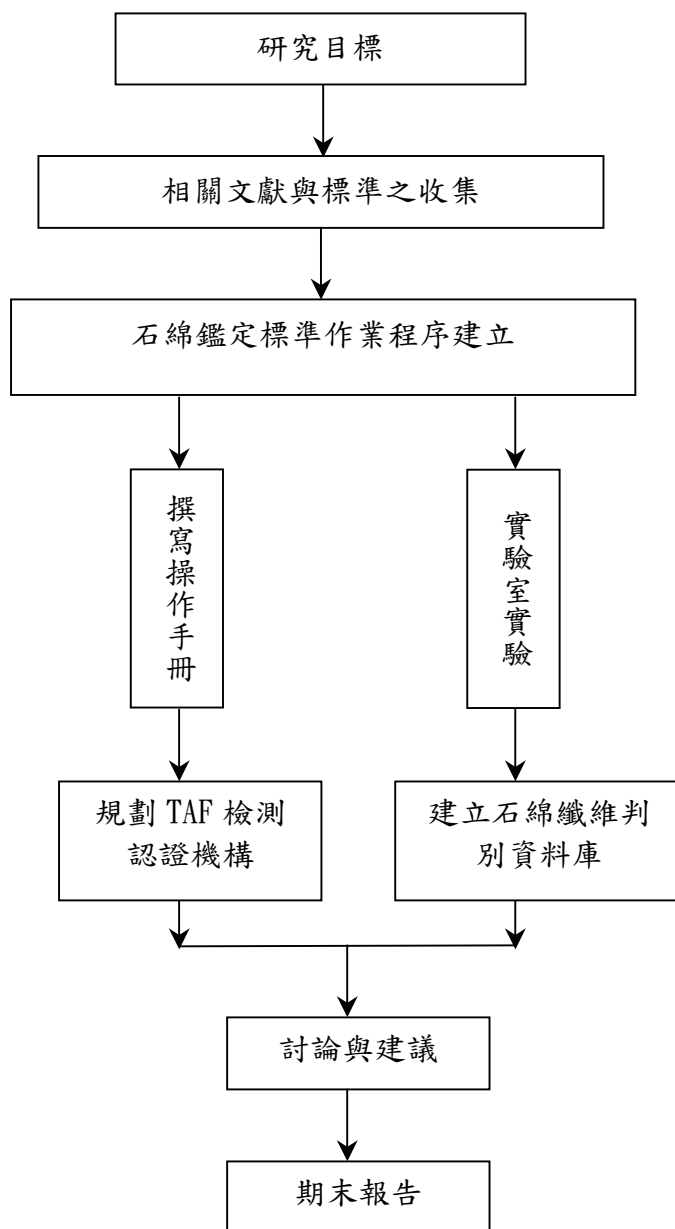 研究目標
相關文獻與標準之收集
石綿鑑定標準作業程序建立
撰寫操作手冊
實驗室實驗
規劃 TAF 檢測
認證機構
建立石綿纖維判
別資料庫
討論與建議
期末報告